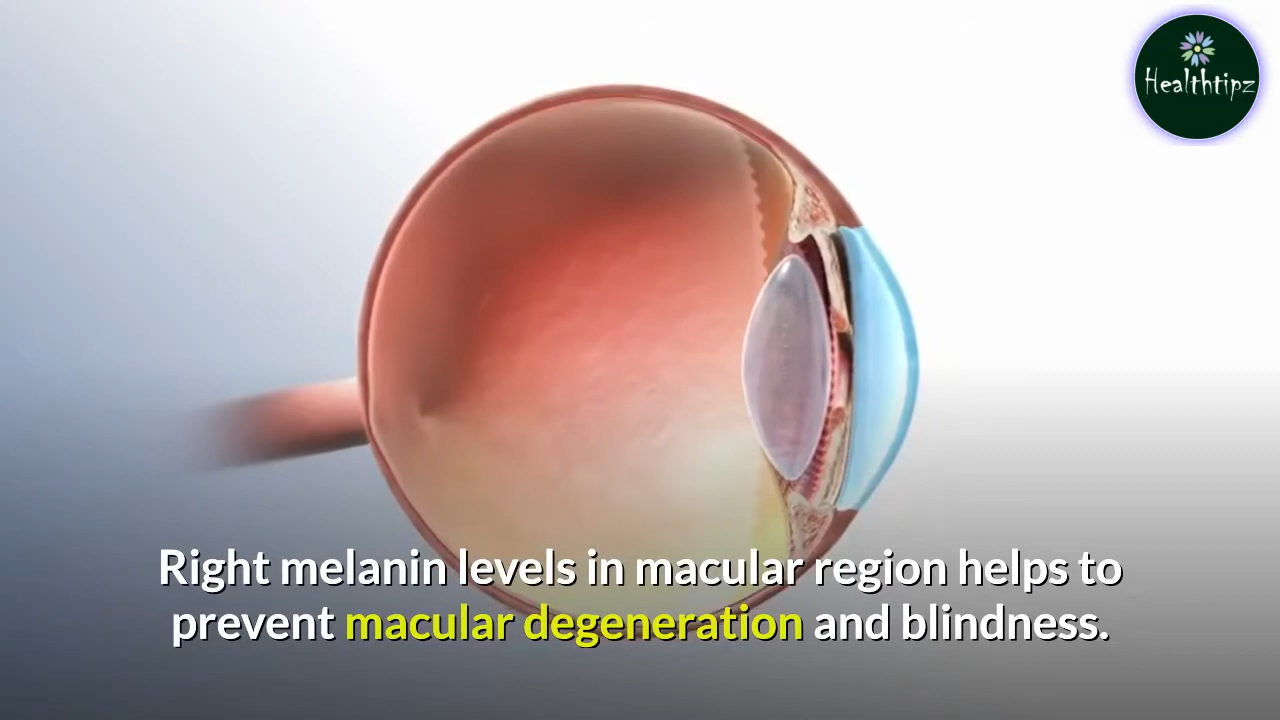 Healthtipz
Right melanin levels in macular region helps to
prevent macular degeneration and blindness.